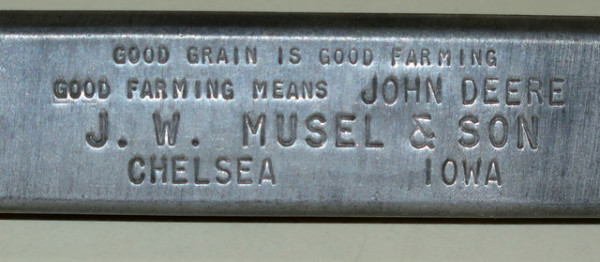 GOOD GRAIN IS GOOD FARMING
GOOD FARMING MEANS JOHN DEERE
J. W. MUSEL & SON
CHELSEA IOWA